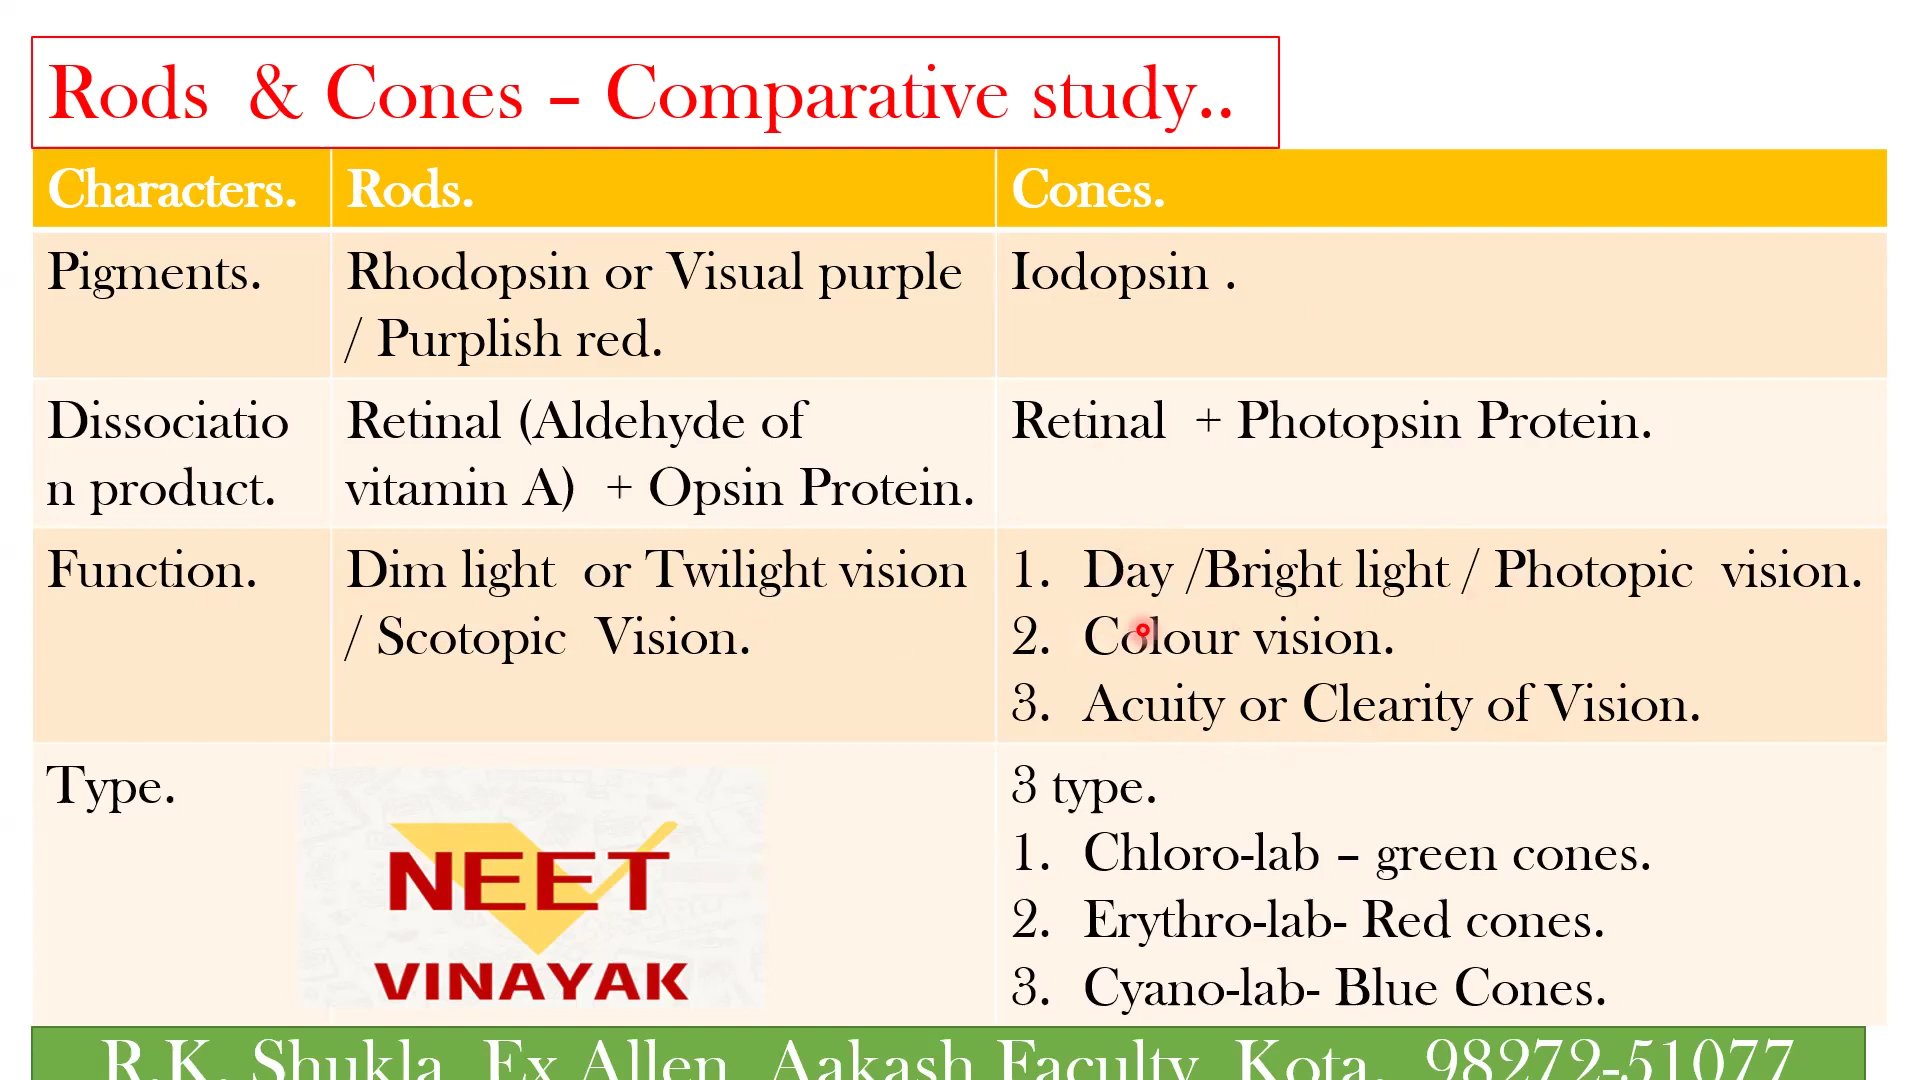 Rods & Cones – Comparative study..
Characters. Rods. Cones.
Pigments. Rhodopsin or Visual purple Iodopsin .
/ Purplish red.
Dissociatio Retinal (Aldehyde of Retinal + Photopsin Protein.
n product. vitamin A) + Opsin Protein.
Function. Dim light or Twilight vision 1. Day /Bright light / Photopic vision.
/ Scotopic Vision. 2. Colour vision.
3. Acuity or Clearity of Vision.
Type. 3 type.
1. Chloro-lab – green cones.
2. Erythro-lab- Red cones.
3. Cyano-lab- Blue Cones.
NEET
VINAYAK
R.K. Shukla Ex Allen Aakash Faculty Kota. 98272-51077